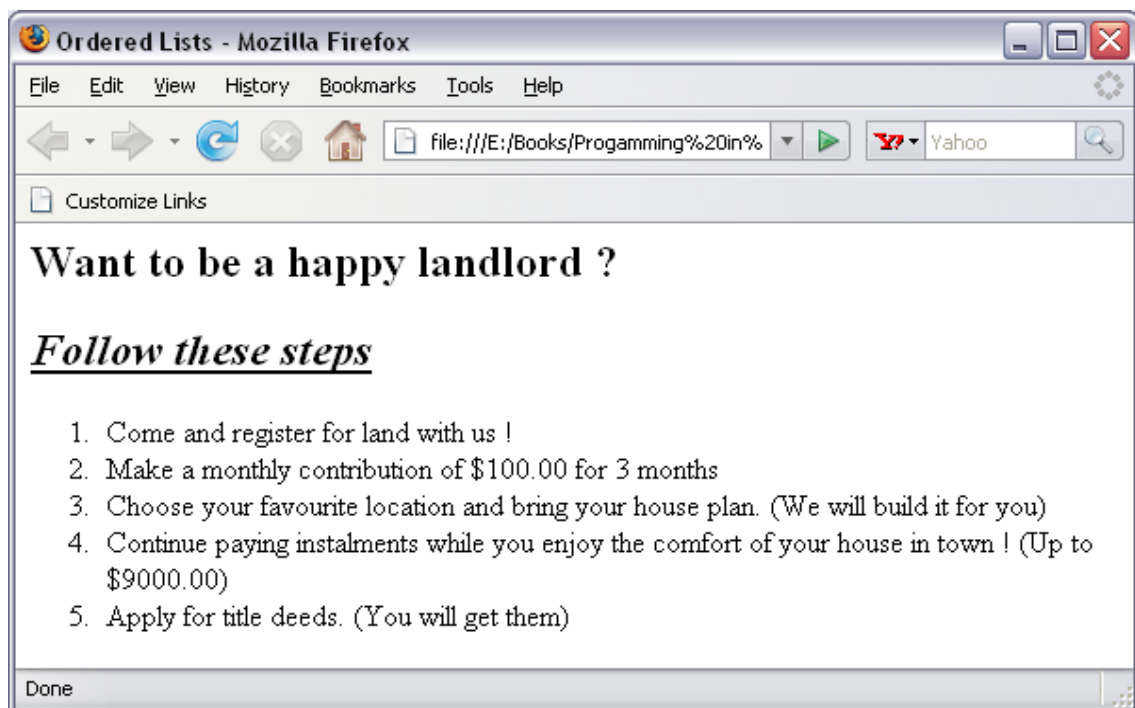 Ordered Lists - Mozilla Firefox
File Edit View History Bookmarks Tools Help
file:///E:/Books/Progamming%20in% Y! Yahoo
Customize Links
Want to be a happy landlord ?
Follow these steps
1. Come and register for land with us !
2. Make a monthly contribution of $100.00 for 3 months
3. Choose your favourite location and bring your house plan. (We will build it for you)
4. Continue paying instalments while you enjoy the comfort of your house in town ! (Up to
$9000.00)
5. Apply for title deeds. (You will get them)
Done